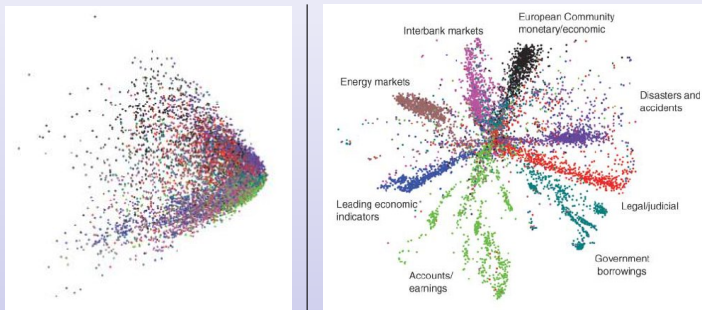 European Community
monetary/economic
Interbank markets
Energy markets
Disasters and
accidents
Leading economic
indicators
Legal/judicial
Government
borrowings
Accounts/
earnings